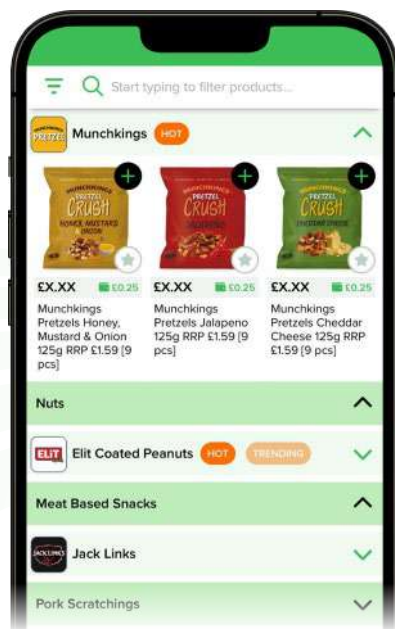 Start typing to filter products...
MUNCHKINGS
PRETZEL
Munchkings HOT
MUNCHKINGS MUNCHKINGS MUNCHKINGS
PRETZEL PRETZEL PRETZEL
CRUSH CRUSH CRUSH
HONEY, MUSTARD JALAPENO CHEDDAR CHEESE
& ONION
£X.XX £0.25 £X.XX £0.25 £X.XX £0.25
Munchkings Munchkings Munchkings
Pretzels Honey, Pretzels Jalapeno Pretzels Cheddar
Mustard & Onion 125g RRP £1.59 [9 Cheese 125g RRP
125g RRP £1.59 [9 pcs] £1.59 [9 pcs]
pcs]
Nuts
ELiT Elit Coated Peanuts HOT TRENDING
Meat Based Snacks
JACK LINK'S Jack Links
Pork Scratchings